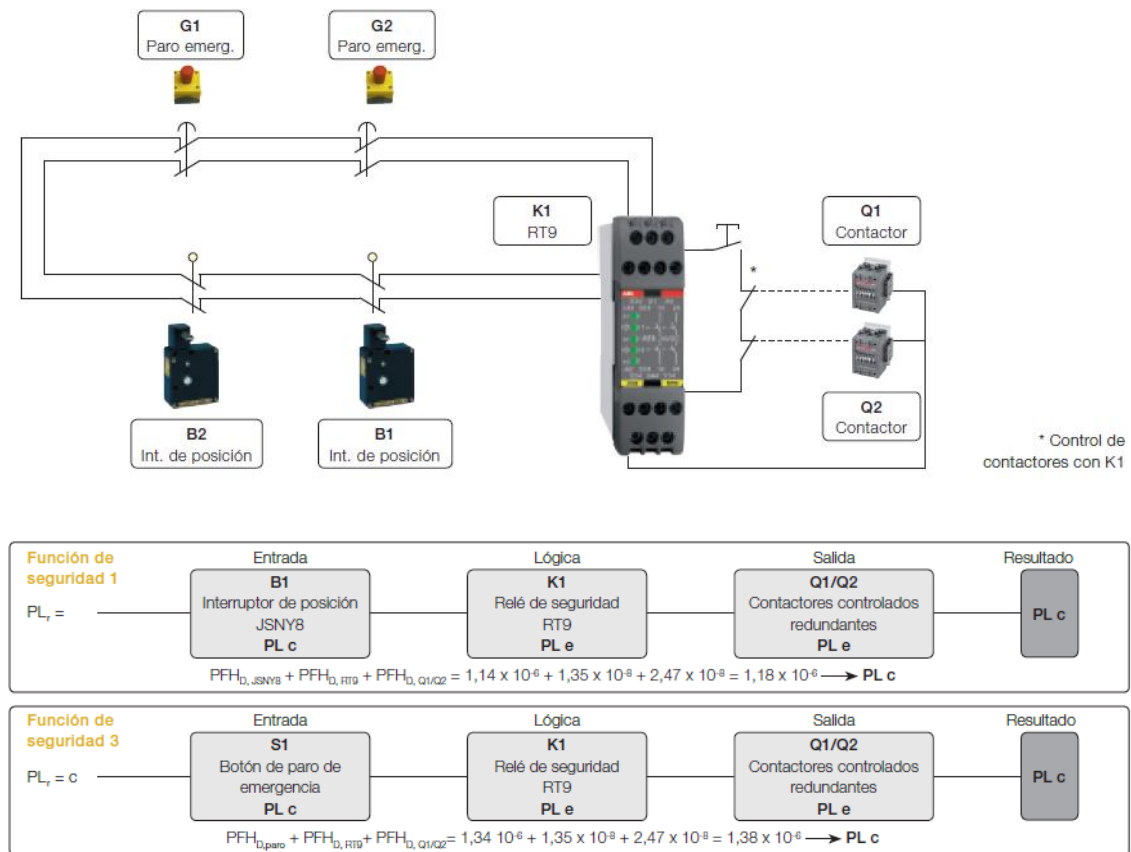 G1
Paro emerg.
G2
Paro emerg.
K1
RT9
Q1
Contactor
*
B2
Int. de posición
B1
Int. de posición
Q2
Contactor
* Control de
contactores con K1
Función de
seguridad 1
Entrada
Lógica
Salida
Resultado
PLr =
B1
Interruptor de posición
JSNY8
PL c
K1
Relé de seguridad
RT9
PL e
Q1/Q2
Contactores controlados
redundantes
PL e
PL c
PFHD, JSNY8 + PFHD, RT9 + PFHD, Q1/Q2 = 1,14 x 10-6 + 1,35 x 10-8 + 2,47 x 10-8 = 1,18 x 10-6 → PL c
Función de
seguridad 3
Entrada
Lógica
Salida
Resultado
PLr = c
S1
Botón de paro de
emergencia
PL c
K1
Relé de seguridad
RT9
PL e
Q1/Q2
Contactores controlados
redundantes
PL e
PL c
PFHD,paro + PFHD, RT9+ PFHD, Q1/Q2= 1,34 10-6 + 1,35 x 10-8 + 2,47 x 10-8 = 1,38 x 10-6 → PL c